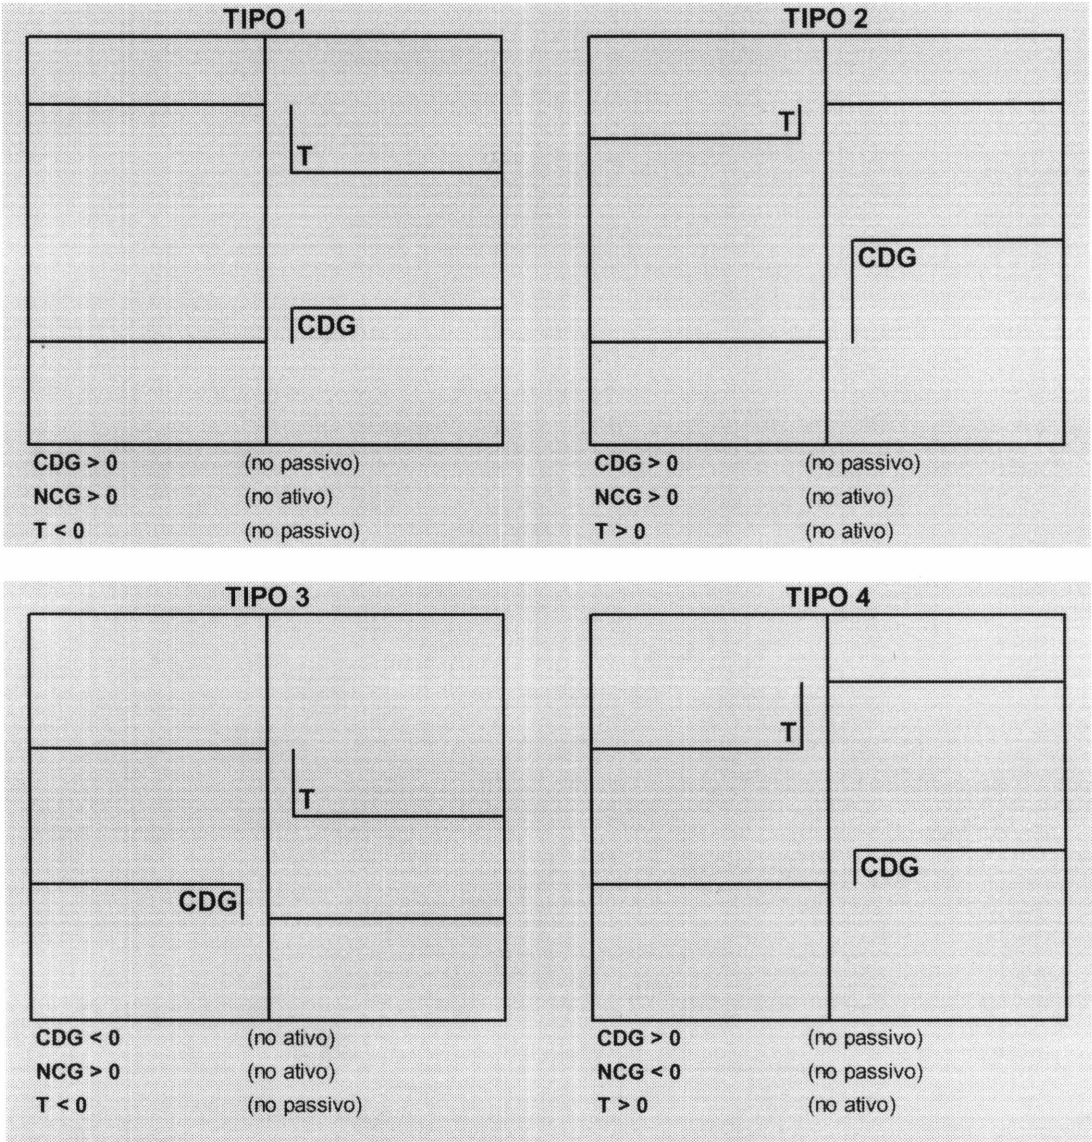 TIPO 1
T
CDG
CDG > 0 (no passivo)
NCG > 0 (no ativo)
T < 0 (no passivo)
TIPO 2
T
CDG
CDG > 0 (no passivo)
NCG > 0 (no ativo)
T > 0 (no ativo)
TIPO 3
T
CDG
CDG < 0 (no ativo)
NCG > 0 (no ativo)
T < 0 (no passivo)
TIPO 4
T
CDG
CDG > 0 (no passivo)
NCG < 0 (no passivo)
T > 0 (no ativo)